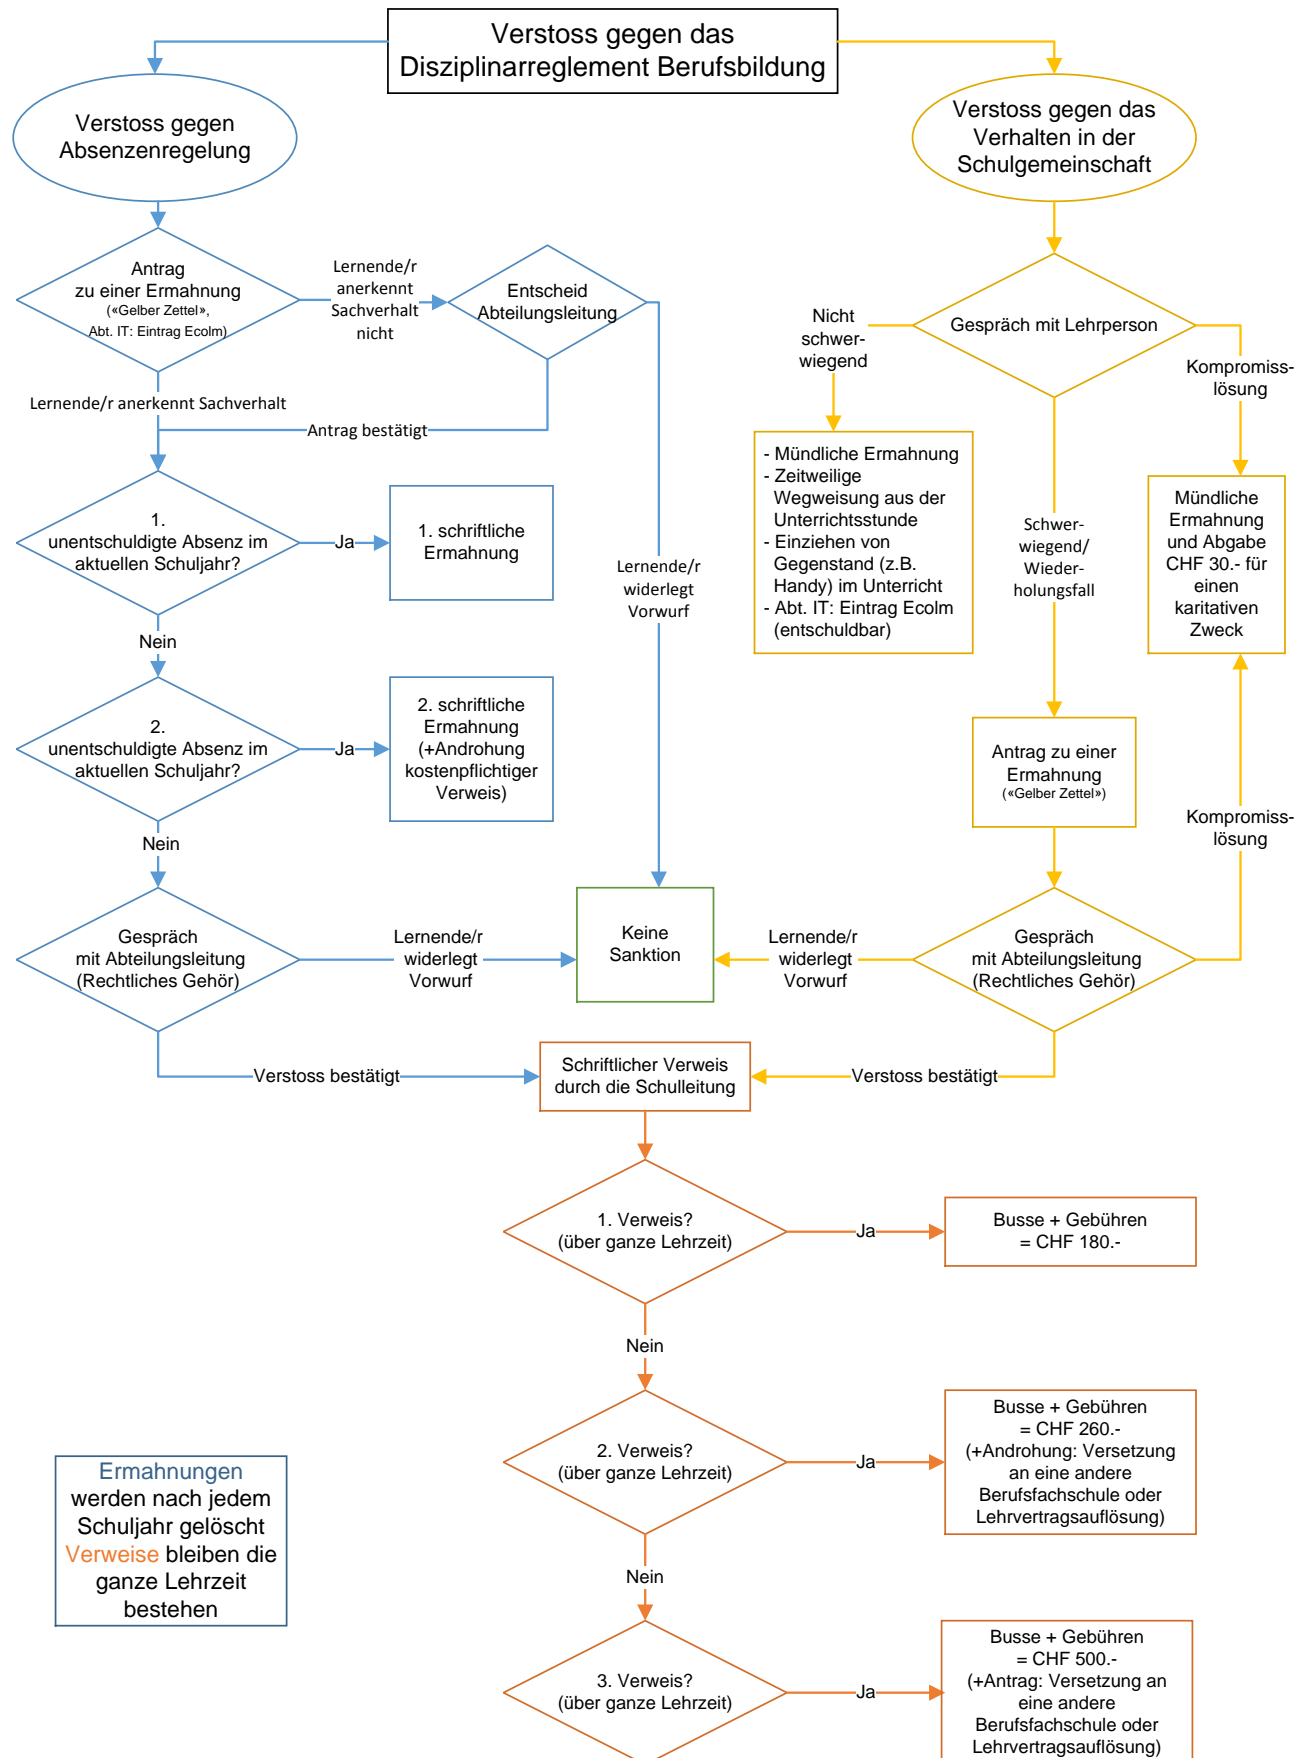 Verstoss gegen das
Disziplinarreglement Berufsbildung
Verstoss gegen
Absenzenregelung
Verstoss gegen das
Verhalten in der
Schulgemeinschaft
Antrag
zu einer Ermahnung
(«Gelber Zettel»,
Abt. IT: Eintrag Ecolm)
Lernende/r
anerkennt
Sachverhalt
nicht
Entscheid
Abteilungsleitung
Nicht
schwer-
wiegend
Gespräch mit Lehrperson
Kompromiss-
lösung
Lernende/r anerkennt Sachverhalt
Antrag bestätigt
- Mündliche Ermahnung
- Zeitweilige
Wegweisung aus der
Unterrichtsstunde
- Einziehen von
Gegenstand (z.B.
Handy) im Unterricht
- Abt. IT: Eintrag Ecolm
(entschuldbar)
Schwer-
wiegend/
Wieder-
holungsfall
Mündliche
Ermahnung
und Abgabe
CHF 30.- für
einen
karitativen
Zweck
1.
unentschuldigte Absenz im
aktuellen Schuljahr?
Ja
1. schriftliche
Ermahnung
Lernende/r
widerlegt
Vorwurf
Nein
2.
unentschuldigte Absenz im
aktuellen Schuljahr?
Ja
2. schriftliche
Ermahnung
(+Androhung
kostenpflichtiger
Verweis)
Antrag zu einer
Ermahnung
(«Gelber Zettel»)
Kompromiss-
lösung
Nein
Gespräch
mit Abteilungsleitung
(Rechtliches Gehör)
Lernende/r
widerlegt
Vorwurf
Keine
Sanktion
Lernende/r
widerlegt
Vorwurf
Gespräch
mit Abteilungsleitung
(Rechtliches Gehör)
Verstoss bestätigt
Schriftlicher Verweis
durch die Schulleitung
Verstoss bestätigt
1. Verweis?
(über ganze Lehrzeit)
Ja
Busse + Gebühren
= CHF 180.-
Nein
2. Verweis?
(über ganze Lehrzeit)
Ja
Busse + Gebühren
= CHF 260.-
(+Androhung: Versetzung
an eine andere
Berufsfachschule oder
Lehrvertragsauflösung)
Ermahnungen
werden nach jedem
Schuljahr gelöscht
Verweise bleiben die
ganze Lehrzeit
bestehen
Nein
3. Verweis?
(über ganze Lehrzeit)
Ja
Busse + Gebühren
= CHF 500.-
(+Antrag: Versetzung an
eine andere
Berufsfachschule oder
Lehrvertragsauflösung)